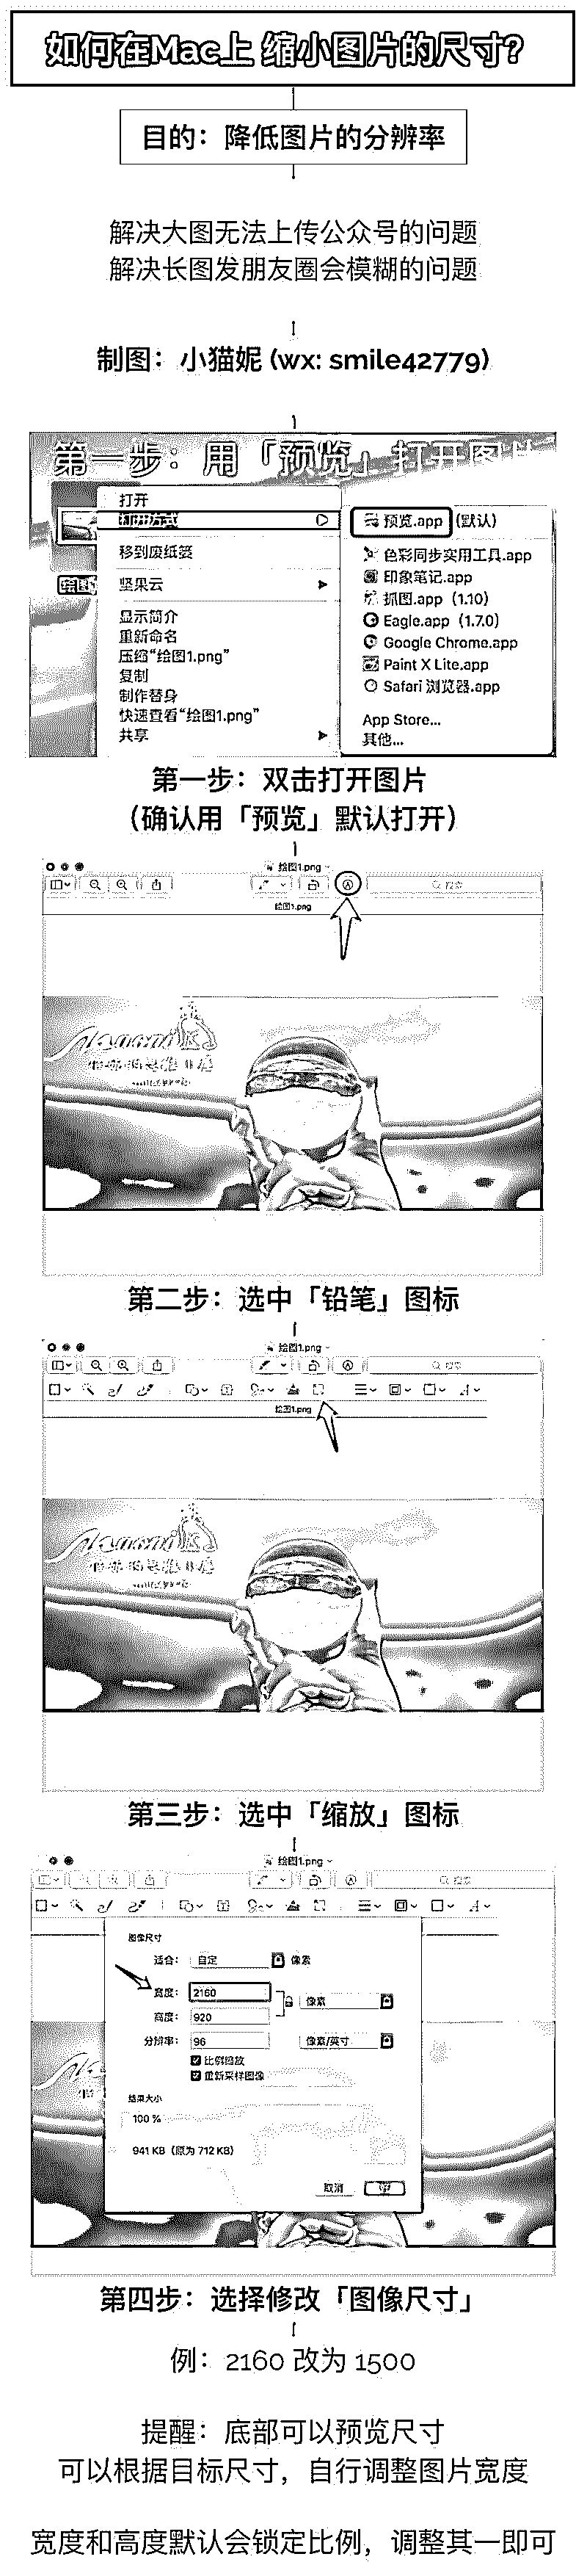 如何在Mac上 缩小图片的尺寸?
目的：降低图片的分辨率
解决大图无法上传公众号的问题
解决长图发朋友圈会模糊的问题
制图：小猫妮 (wx: smile42779)
第一步：用「预览」打开图片
打开
打开方式
移到废纸篓
坚果云
显示简介
重新命名
压缩“绘图1.png”
复制
制作替身
快速查看“绘图1.png”
共享
预览.app (默认)
色彩同步实用工具.app
印象笔记.app
抓图.app（1.10）
Eagle.app（1.7.0）
Google Chrome.app
Paint X Lite.app
Safari 浏览器.app
App Store...
其他...
绘图
第一步：双击打开图片
（确认用「预览」默认打开）
绘图1.png
搜索
绘图1.png
第二步：选中「铅笔」图标
绘图1.png
搜索
绘图1.png
第三步：选中「缩放」图标
绘图1.png
搜索
图像尺寸
适合： 自定 像素
宽度： 2160 像素
高度： 920
分辨率： 96 像素/英寸
比例缩放
重新采样图像
结果大小
100 %
941 KB（原为 712 KB）
取消
第四步：选择修改「图像尺寸」
例：2160 改为 1500
提醒：底部可以预览尺寸
可以根据目标尺寸，自行调整图片宽度
宽度和高度默认会锁定比例，调整其一即可